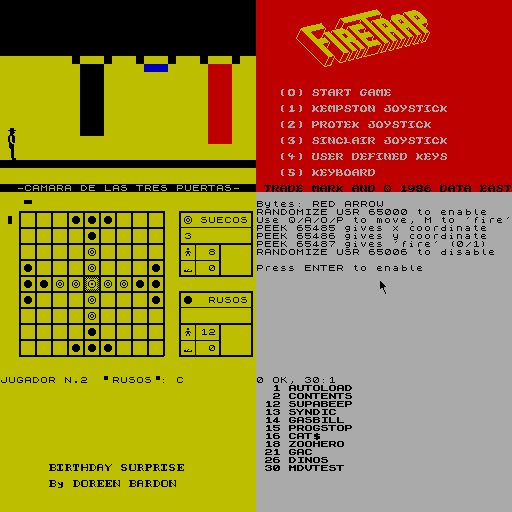 -CAMARA DE LAS TRES PUERTAS-
FIRETRAP
(0) START GAME
(1) KEMPSTON JOYSTICK
(2) PROTEK JOYSTICK
(3) SINCLAIR JOYSTICK
(4) USER DEFINED KEYS
(5) KEYBOARD
TRADE MARK AND © 1986 DATA EAST
SUECOS
3
8
0
RUSOS
12
0
JUGADOR N.2 "RUSOS": C
BIRTHDAY SURPRISE
By DOREEN BARDON
Bytes: RED ARROW
RANDOMIZE USR 65000 to enable
Use Q/A/O/P to move, M to 'fire'
PEEK 65485 gives x coordinate
PEEK 65486 gives y coordinate
PEEK 65487 gives 'fire' (0/1)
RANDOMIZE USR 65006 to disable
Press ENTER to enable
0 OK, 30:1
1 AUTOLOAD
2 CONTENTS
12 SUPABEEP
13 SYNDIC
14 GASBILL
15 PROGSTOP
16 CAT$
18 ZOOHERO
21 GAC
26 DINOS
30 MDVTEST